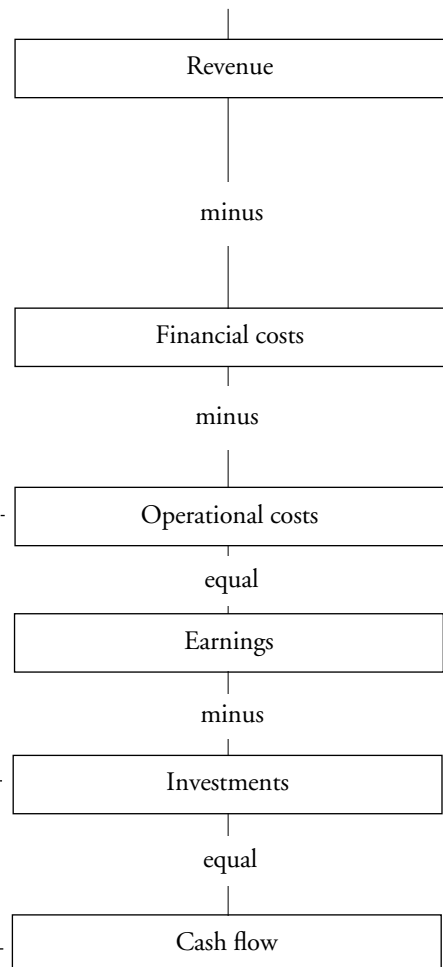 Revenue
minus
Financial costs
minus
Operational costs
equal
Earnings
minus
Investments
equal
Cash flow